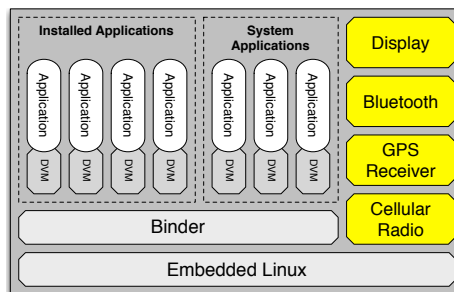 Installed Applications
System
Applications
Application
Application
Application
Application
Application
Application
Application
DVM
DVM
DVM
DVM
DVM
DVM
DVM
Display
Bluetooth
GPS
Receiver
Cellular
Radio
Binder
Embedded Linux